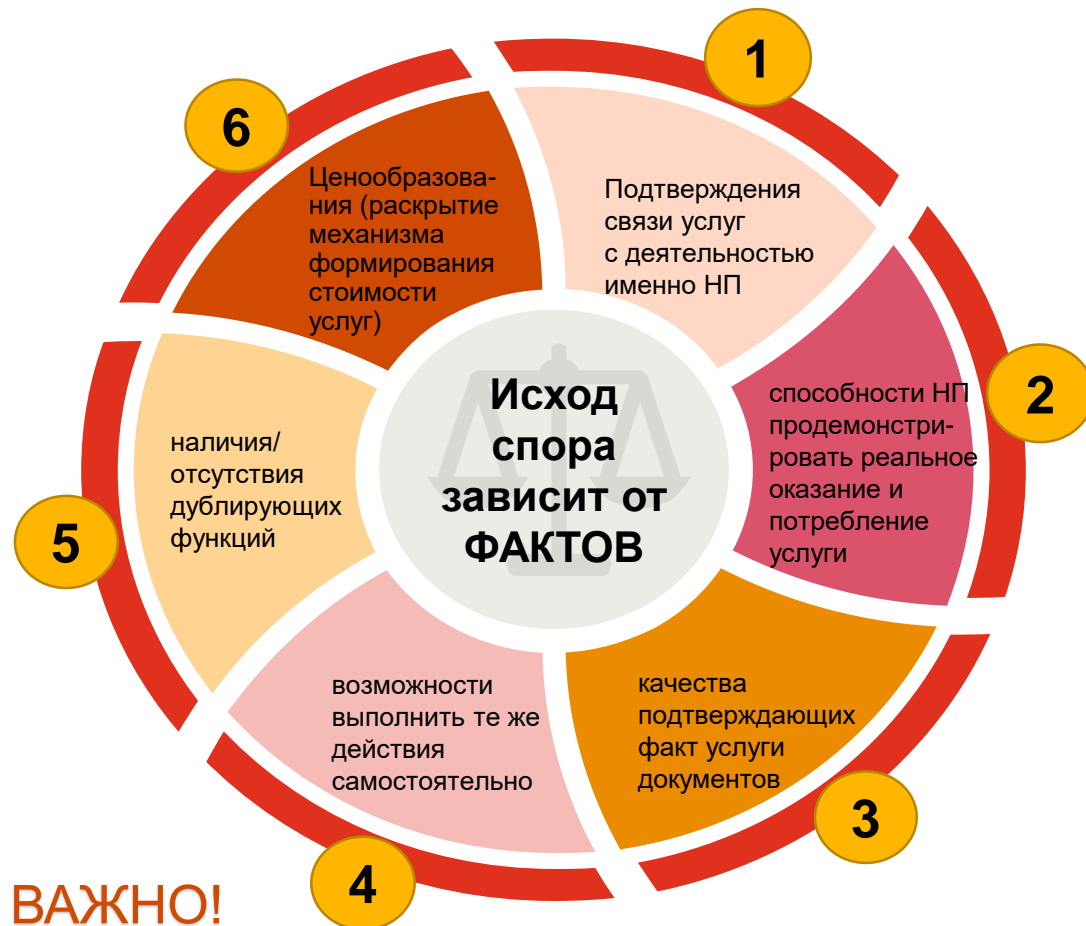 Исход
спора
зависит от
ФАКТОВ
1
Подтверждения
связи услуг
с деятельностью
именно НП
2
способности НП
продемонстри-
ровать реальное
оказание и
потребление
услуги
3
качества
подтверждающих
факт услуги
документов
4
возможности
выполнить те же
действия
самостоятельно
5
наличия/
отсутствия
дублирующих
функций
6
Ценообразова-
ния (раскрытие
механизма
формирования
стоимости
услуг)
ВАЖНО!